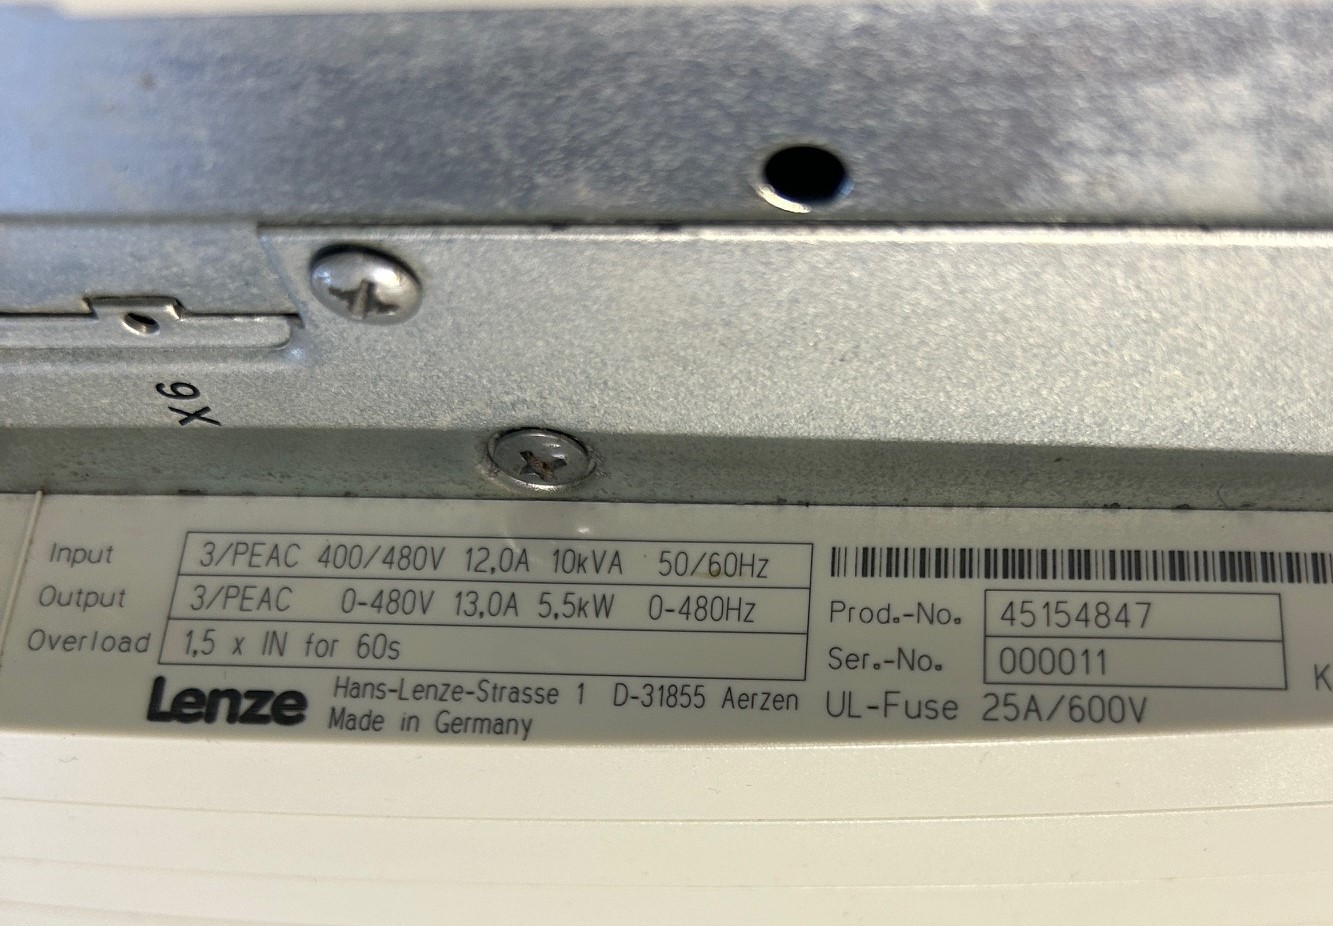 X6
Input 3/PEAC 400/480V 12,0A 10kVA 50/60Hz
Output 3/PEAC 0-480V 13,0A 5,5kW 0-480Hz
Overload 1,5 x IN for 60s
Lenze
Hans-Lenze-Strasse 1 D-31855 Aerzen
Made in Germany
Prod.-No. 45154847
Ser.-No. 000011
UL-Fuse 25A/600V
K